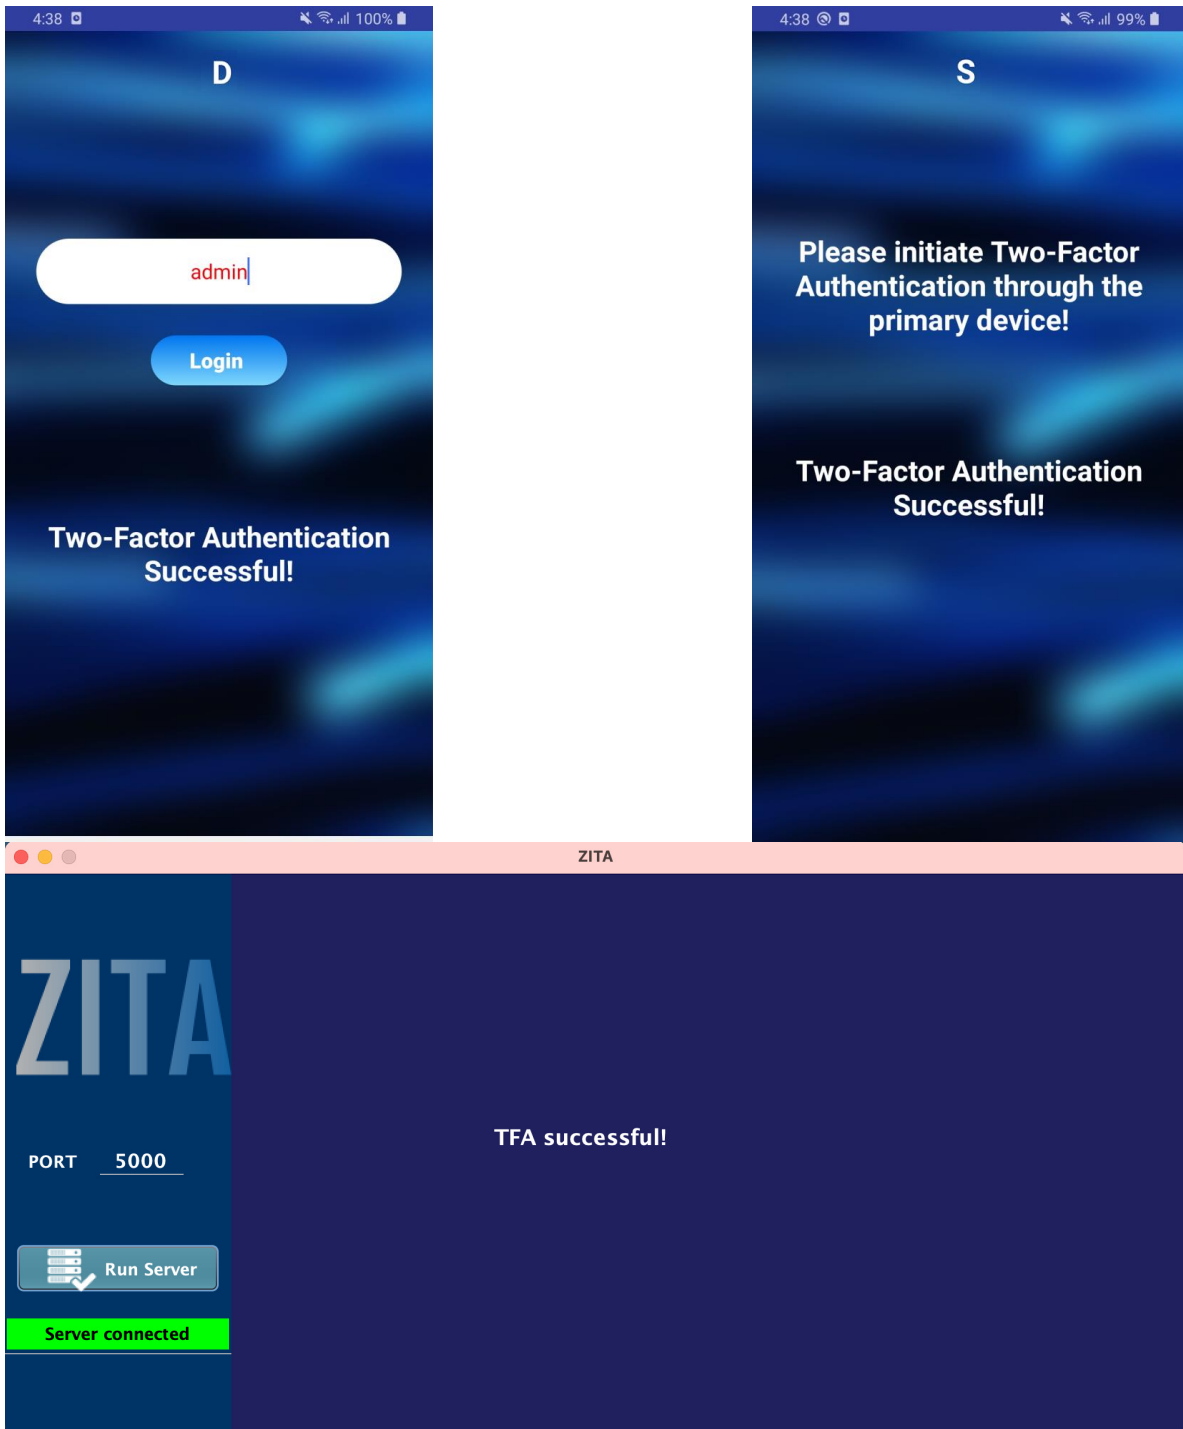 4:38
100%
D
admin
Login
Two-Factor Authentication
Successful!
4:38
99%
S
Please initiate Two-Factor
Authentication through the
primary device!
Two-Factor Authentication
Successful!
ZITA
ZITA
PORT 5000
Run Server
Server connected
TFA successful!